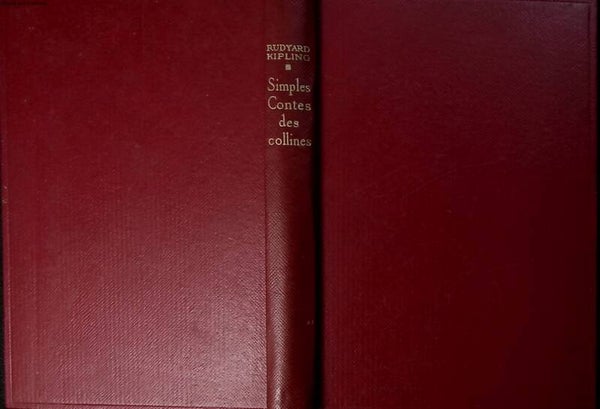 RUDYARD
KIPLING
Simples
Contes
des
collines